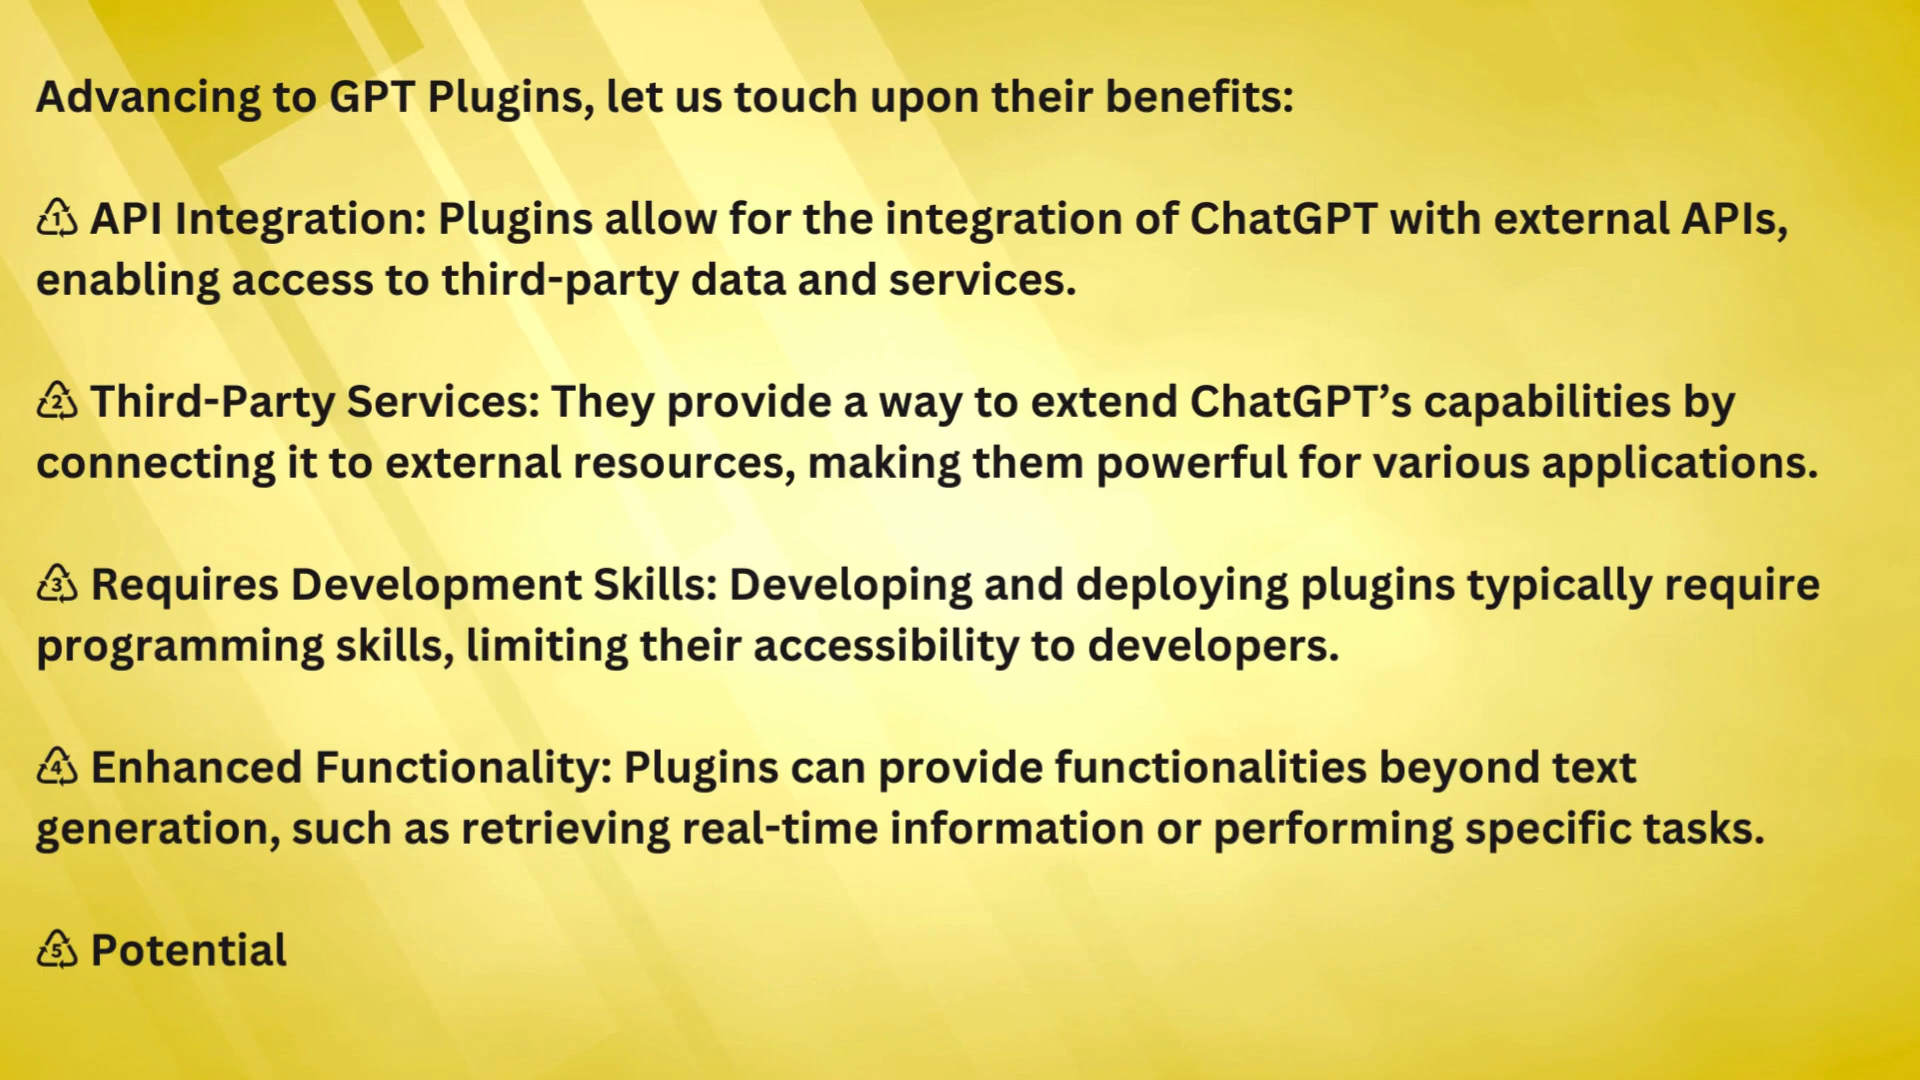 Advancing to GPT Plugins, let us touch upon their benefits:
♳ API Integration: Plugins allow for the integration of ChatGPT with external APIs,
enabling access to third-party data and services.
♴ Third-Party Services: They provide a way to extend ChatGPT’s capabilities by
connecting it to external resources, making them powerful for various applications.
♵ Requires Development Skills: Developing and deploying plugins typically require
programming skills, limiting their accessibility to developers.
♶ Enhanced Functionality: Plugins can provide functionalities beyond text
generation, such as retrieving real-time information or performing specific tasks.
♷ Potential